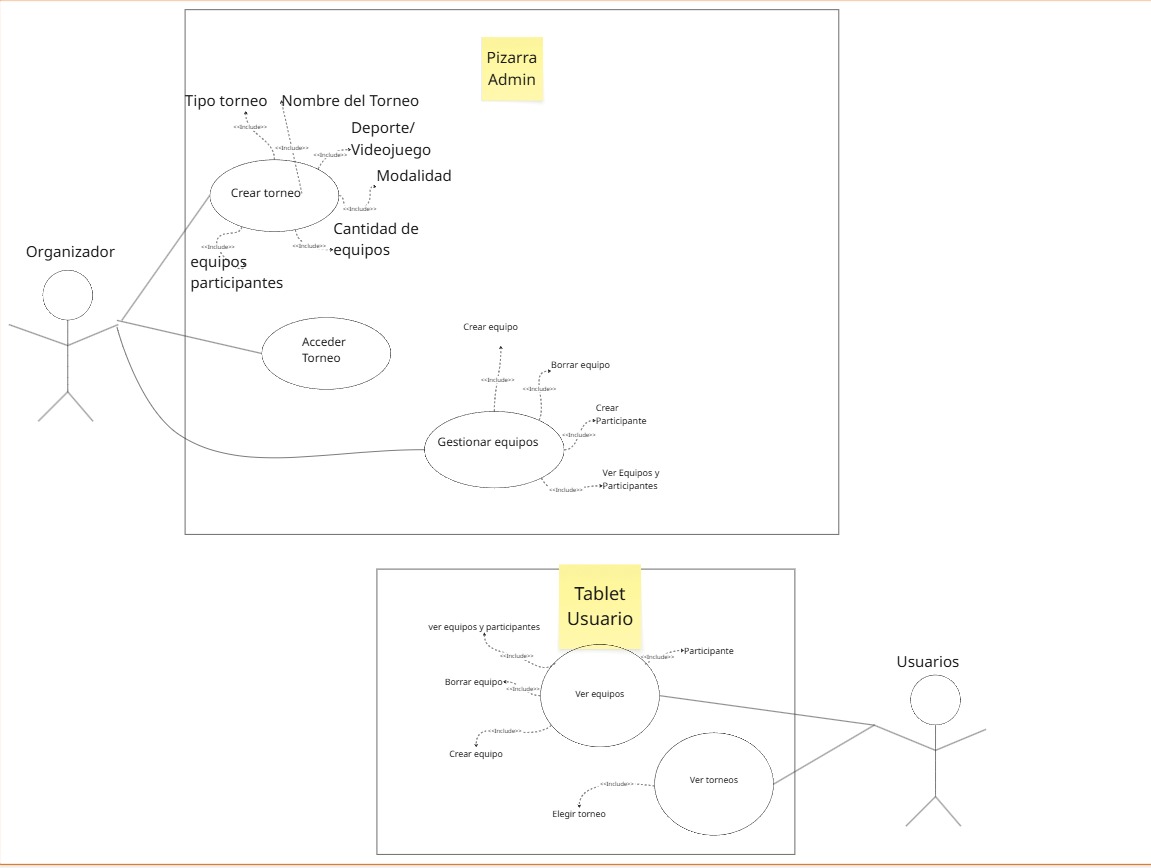 Pizarra
Admin
Tipo torneo
Nombre del Torneo
<<Include>>
Deporte/
Videojuego
<<Include>>
<<Include>>
Modalidad
Crear torneo
<<Include>>
Cantidad de
equipos
<<Include>>
<<Include>>
equipos
participantes
Organizador
Acceder
Torneo
Crear equipo
<<Include>>
Borrar equipo
<<Include>>
Crear
Participante
<<Include>>
Gestionar equipos
Ver Equipos y
Participantes
<<Include>>
Tablet
Usuario
ver equipos y participantes
<<Include>>
<<Include>>
Participante
Borrar equipo
<<Include>>
Ver equipos
<<Include>>
Crear equipo
Usuarios
Ver torneos
<<Include>>
Elegir torneo